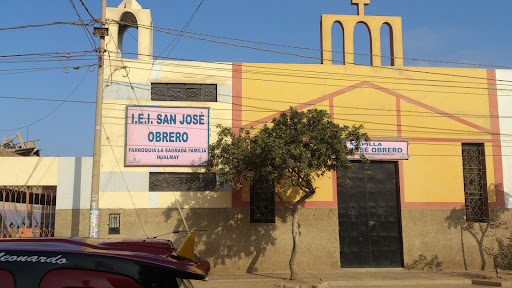 I.E.I. SAN JOSÉ
OBRERO
PARROQUIA LA SAGRADA FAMILIA
HUALMAY
CAPILLA
JOSÉ OBRERO
Leonardo